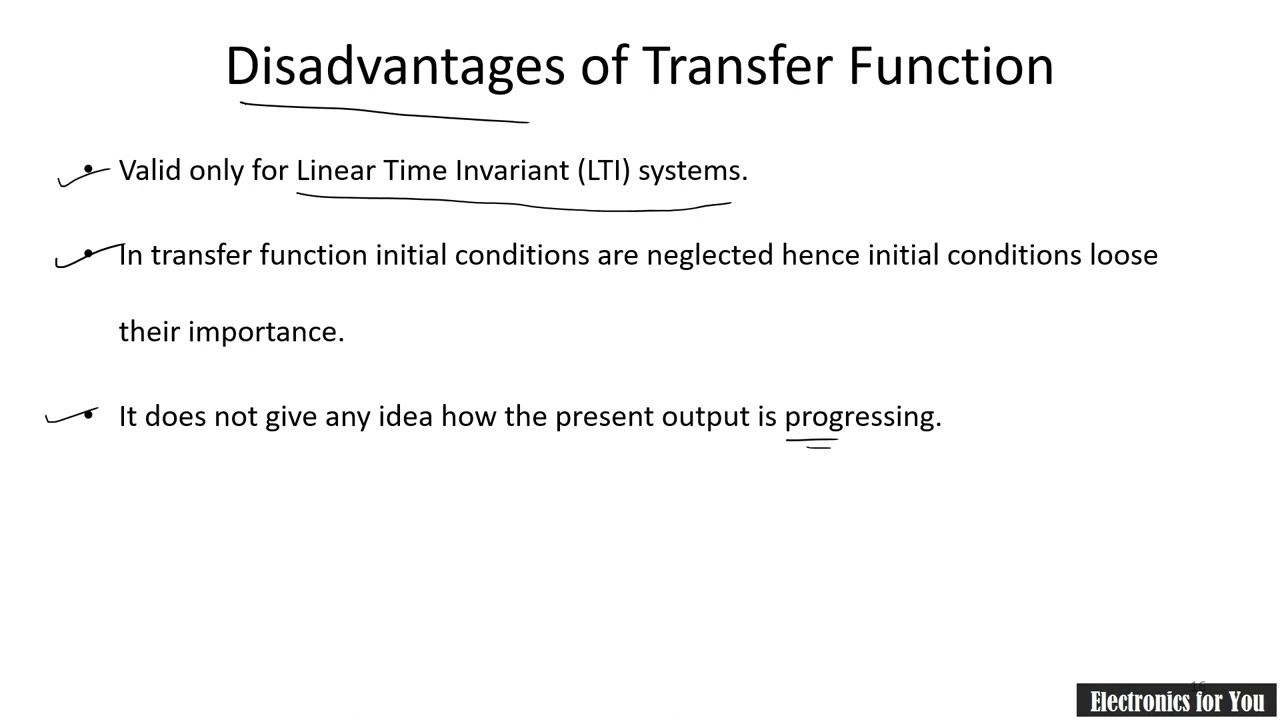 Disadvantages of Transfer Function
• Valid only for Linear Time Invariant (LTI) systems.
• In transfer function initial conditions are neglected hence initial conditions loose
their importance.
• It does not give any idea how the present output is progressing.
16
Electronics for You